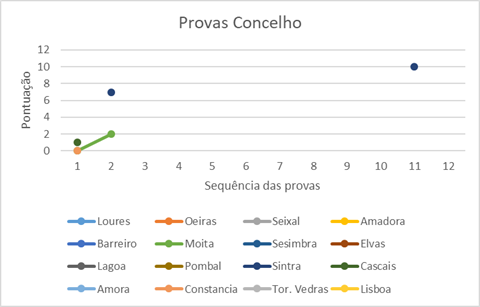 Provas Concelho
12
10
8
6
4
2
0
Pontuação
1 2 3 4 5 6 7 8 9 10 11 12
Sequência das provas
Loures Oeiras Seixal Amadora
Barreiro Moita Sesimbra Elvas
Lagoa Pombal Sintra Cascais
Amora Constancia Tor. Vedras Lisboa